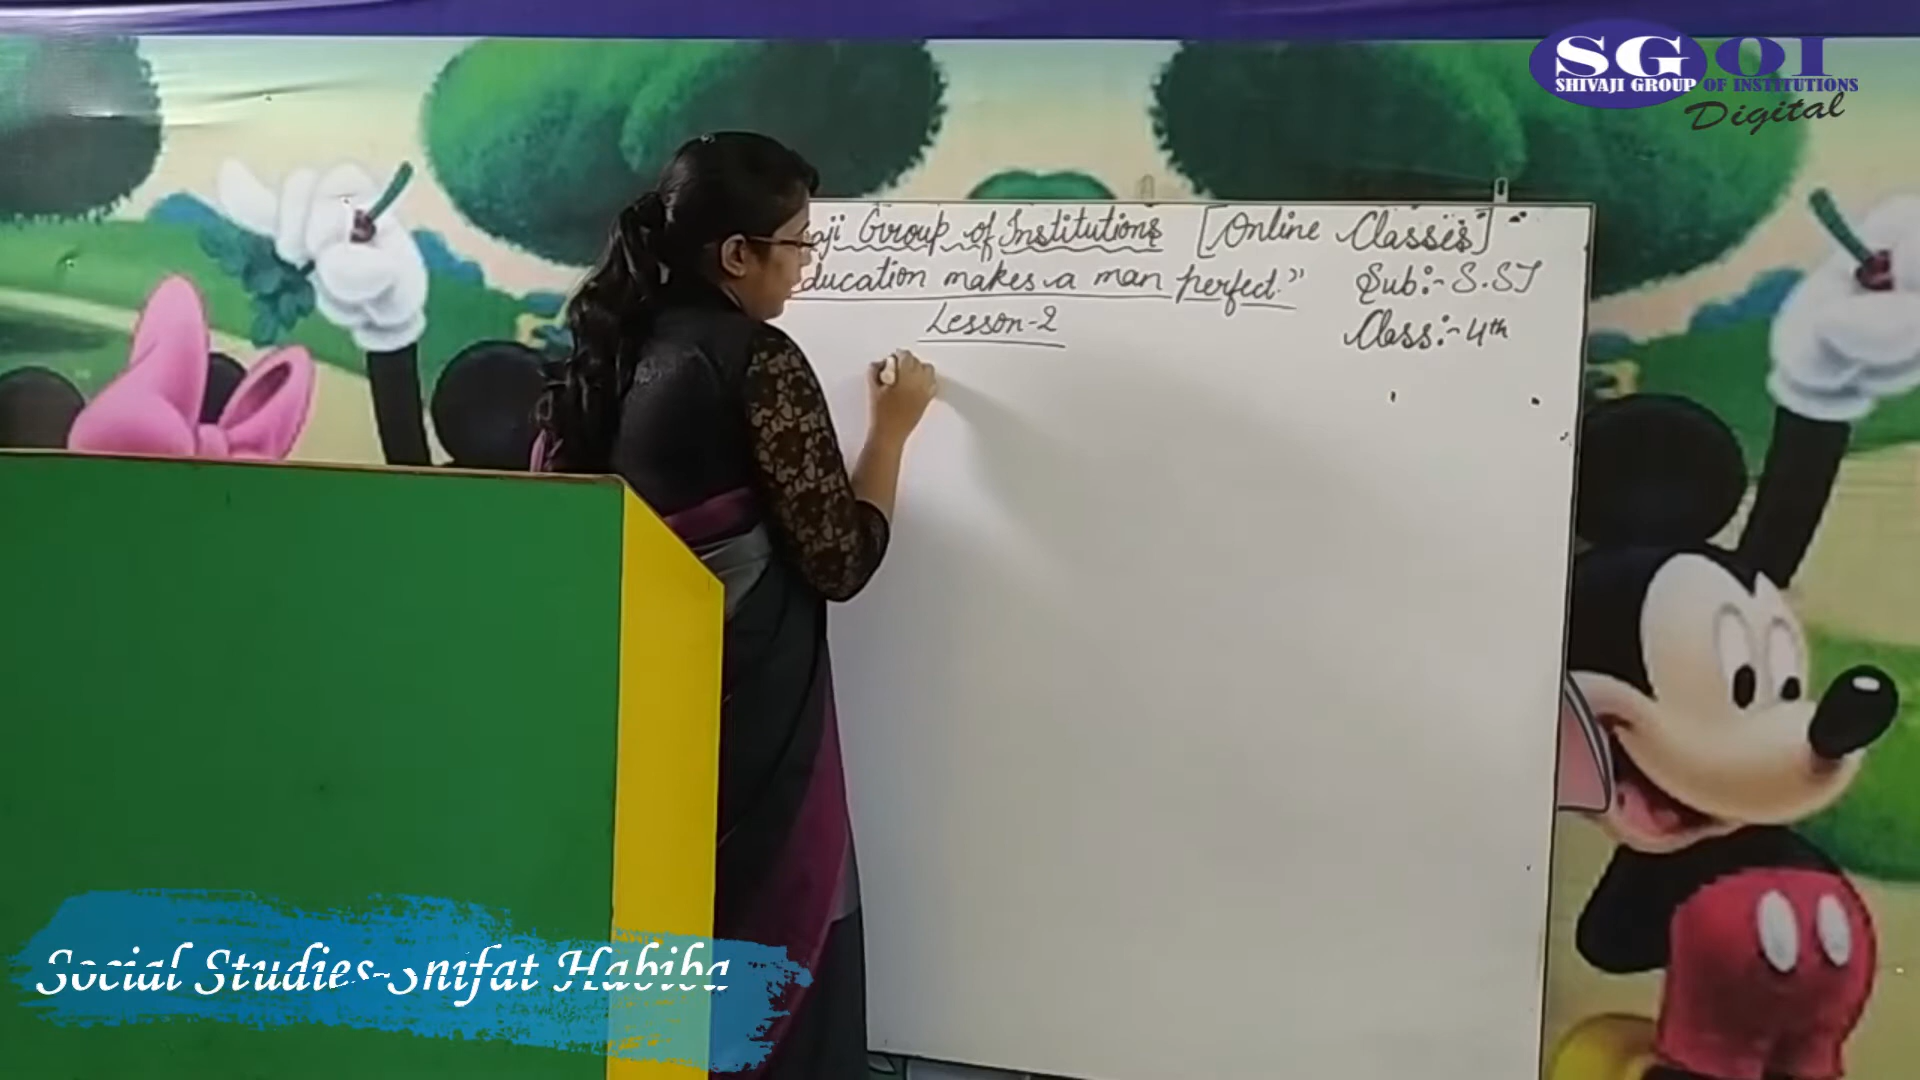 SGOI
SHIVAJI GROUP OF INSTITUTIONS
Digital
aji Group of Institutions [Online Classes]
ducation makes a man perfect."
Sub:- S.ST
Lesson-2
Class:- 4th
Social Studies- Habiba